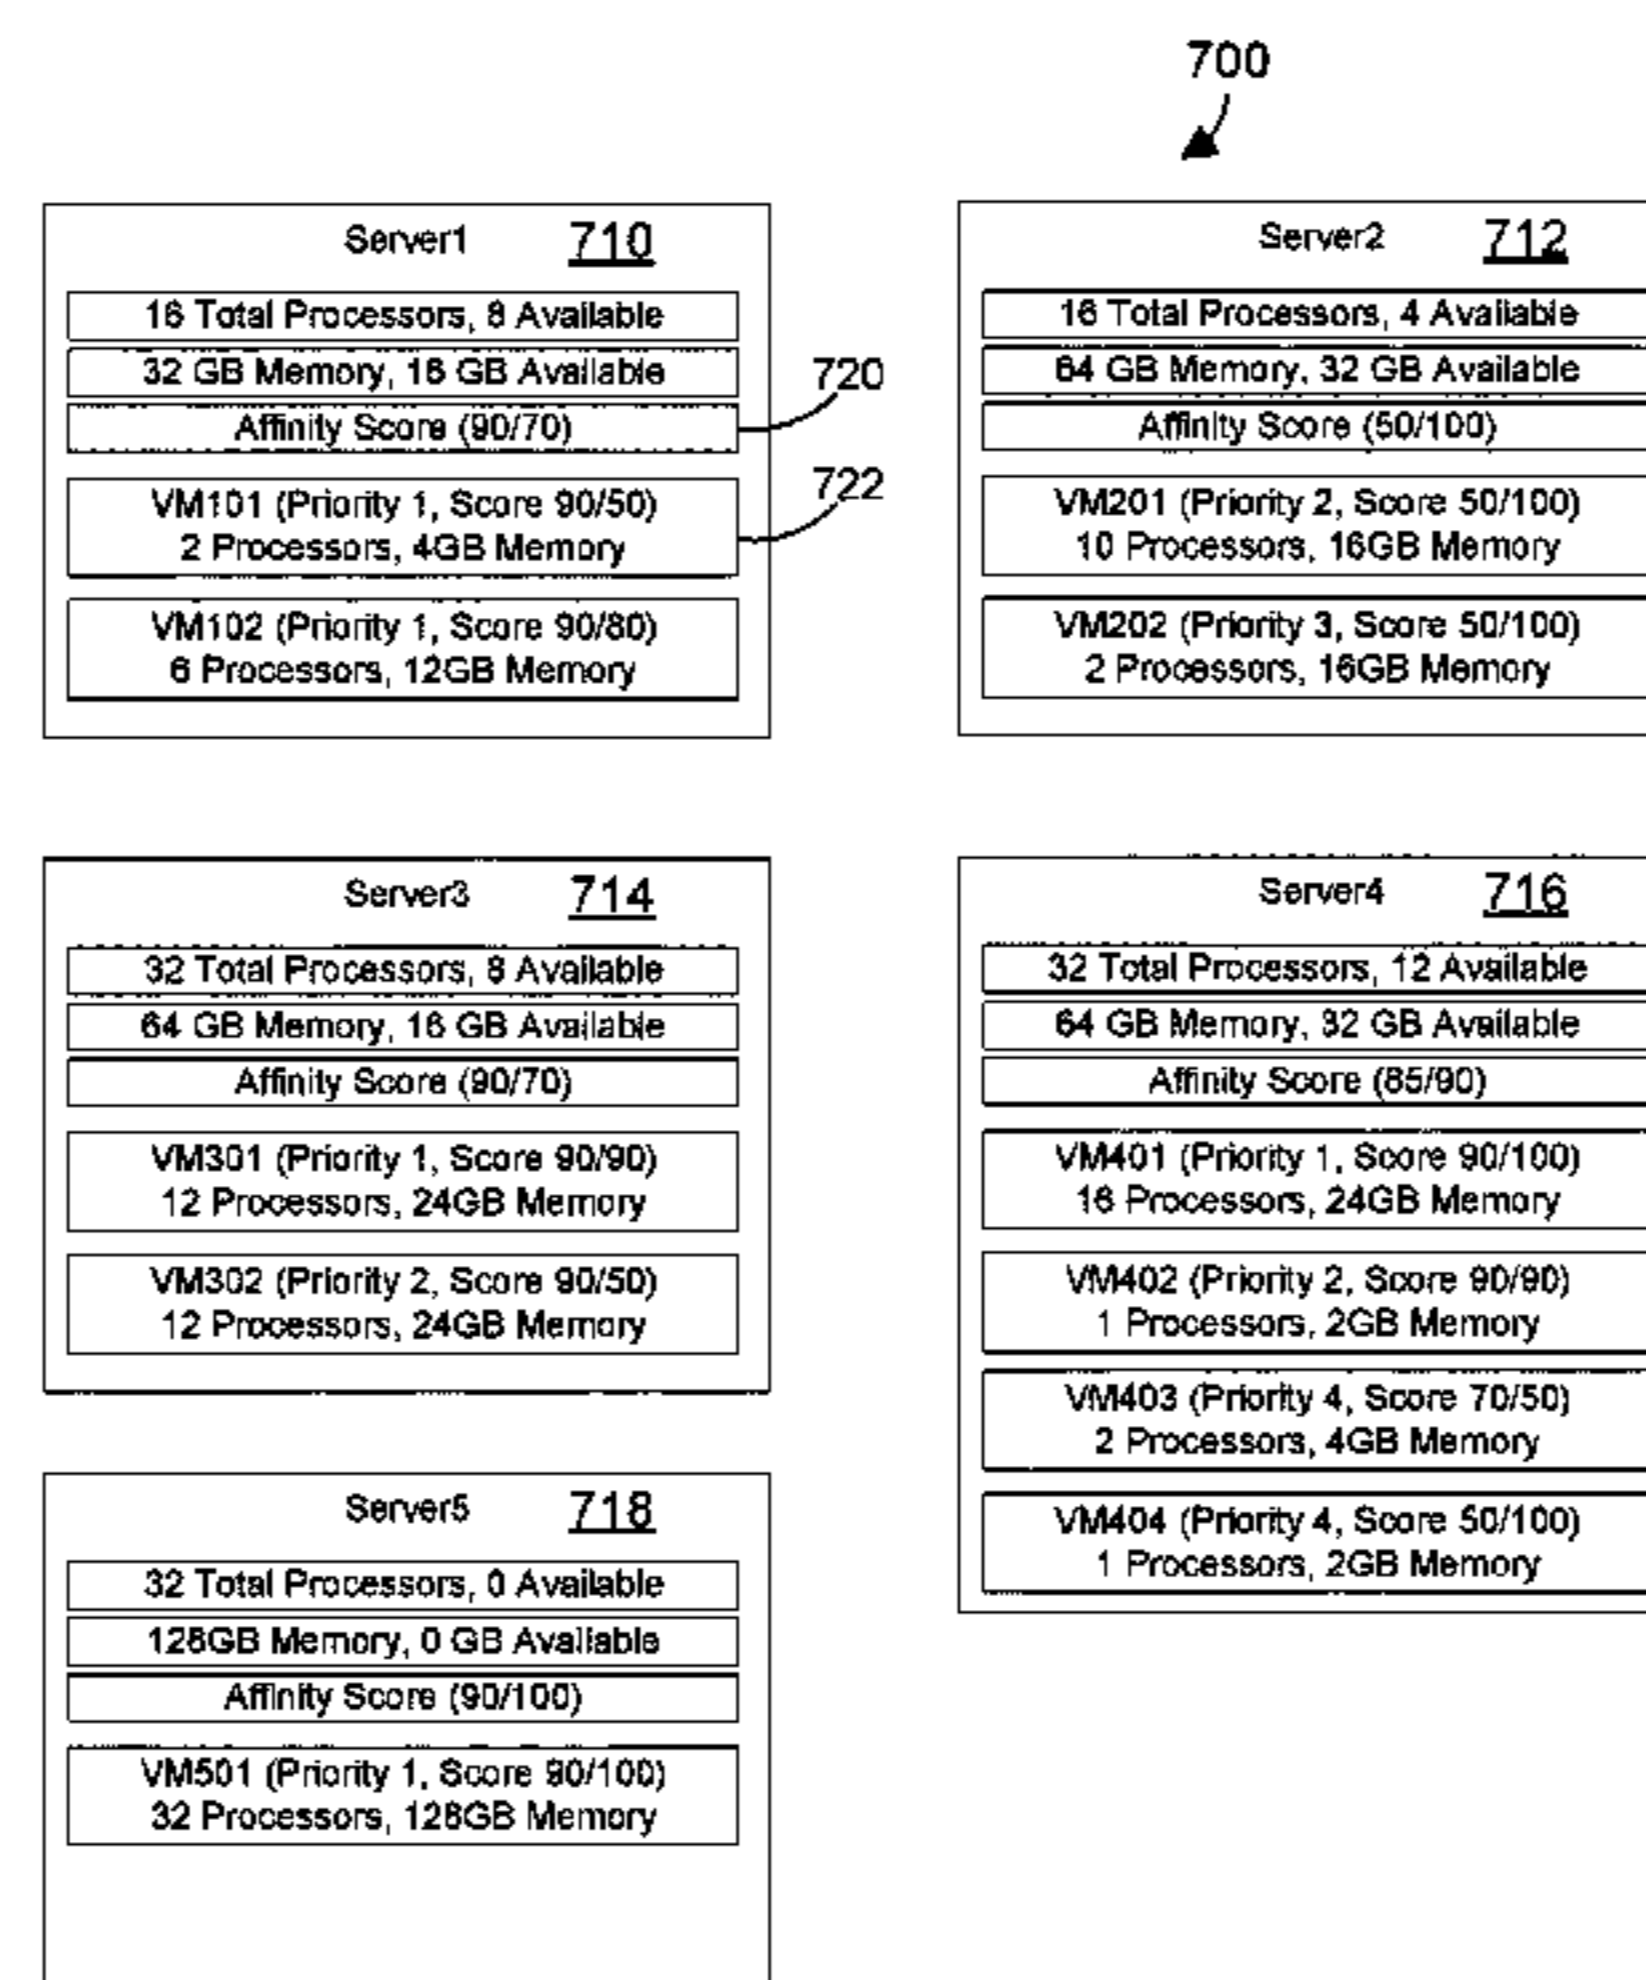 700
Server1 710
16 Total Processors, 8 Available
32 GB Memory, 16 GB Available
Affinity Score (90/70)
720
VM101 (Priority 1, Score 90/50)
2 Processors, 4GB Memory
722
VM102 (Priority 1, Score 90/80)
6 Processors, 12GB Memory
Server2 712
16 Total Processors, 4 Available
64 GB Memory, 32 GB Available
Affinity Score (50/100)
VM201 (Priority 2, Score 50/100)
10 Processors, 16GB Memory
VM202 (Priority 3, Score 50/100)
2 Processors, 16GB Memory
Server3 714
32 Total Processors, 8 Available
64 GB Memory, 16 GB Available
Affinity Score (90/70)
VM301 (Priority 1, Score 90/90)
12 Processors, 24GB Memory
VM302 (Priority 2, Score 90/50)
12 Processors, 24GB Memory
Server4 716
32 Total Processors, 12 Available
64 GB Memory, 32 GB Available
Affinity Score (85/90)
VM401 (Priority 1, Score 90/100)
16 Processors, 24GB Memory
VM402 (Priority 2, Score 90/90)
1 Processors, 2GB Memory
VM403 (Priority 4, Score 70/50)
2 Processors, 4GB Memory
VM404 (Priority 4, Score 50/100)
1 Processors, 2GB Memory
Server5 718
32 Total Processors, 0 Available
128GB Memory, 0 GB Available
Affinity Score (90/100)
VM501 (Priority 1, Score 90/100)
32 Processors, 128GB Memory